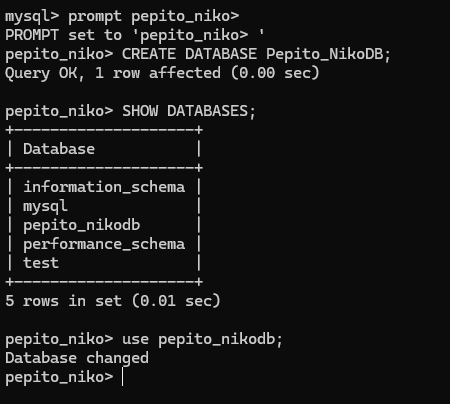 mysql> prompt pepito_niko>
PROMPT set to 'pepito_niko> '
pepito_niko> CREATE DATABASE Pepito_NikoDB;
Query OK, 1 row affected (0.00 sec)

pepito_niko> SHOW DATABASES;
+--------------------+
| Database           |
+--------------------+
| information_schema |
| mysql              |
| pepito_nikodb      |
| performance_schema |
| test               |
+--------------------+
5 rows in set (0.01 sec)

pepito_niko> use pepito_nikodb;
Database changed
pepito_niko>